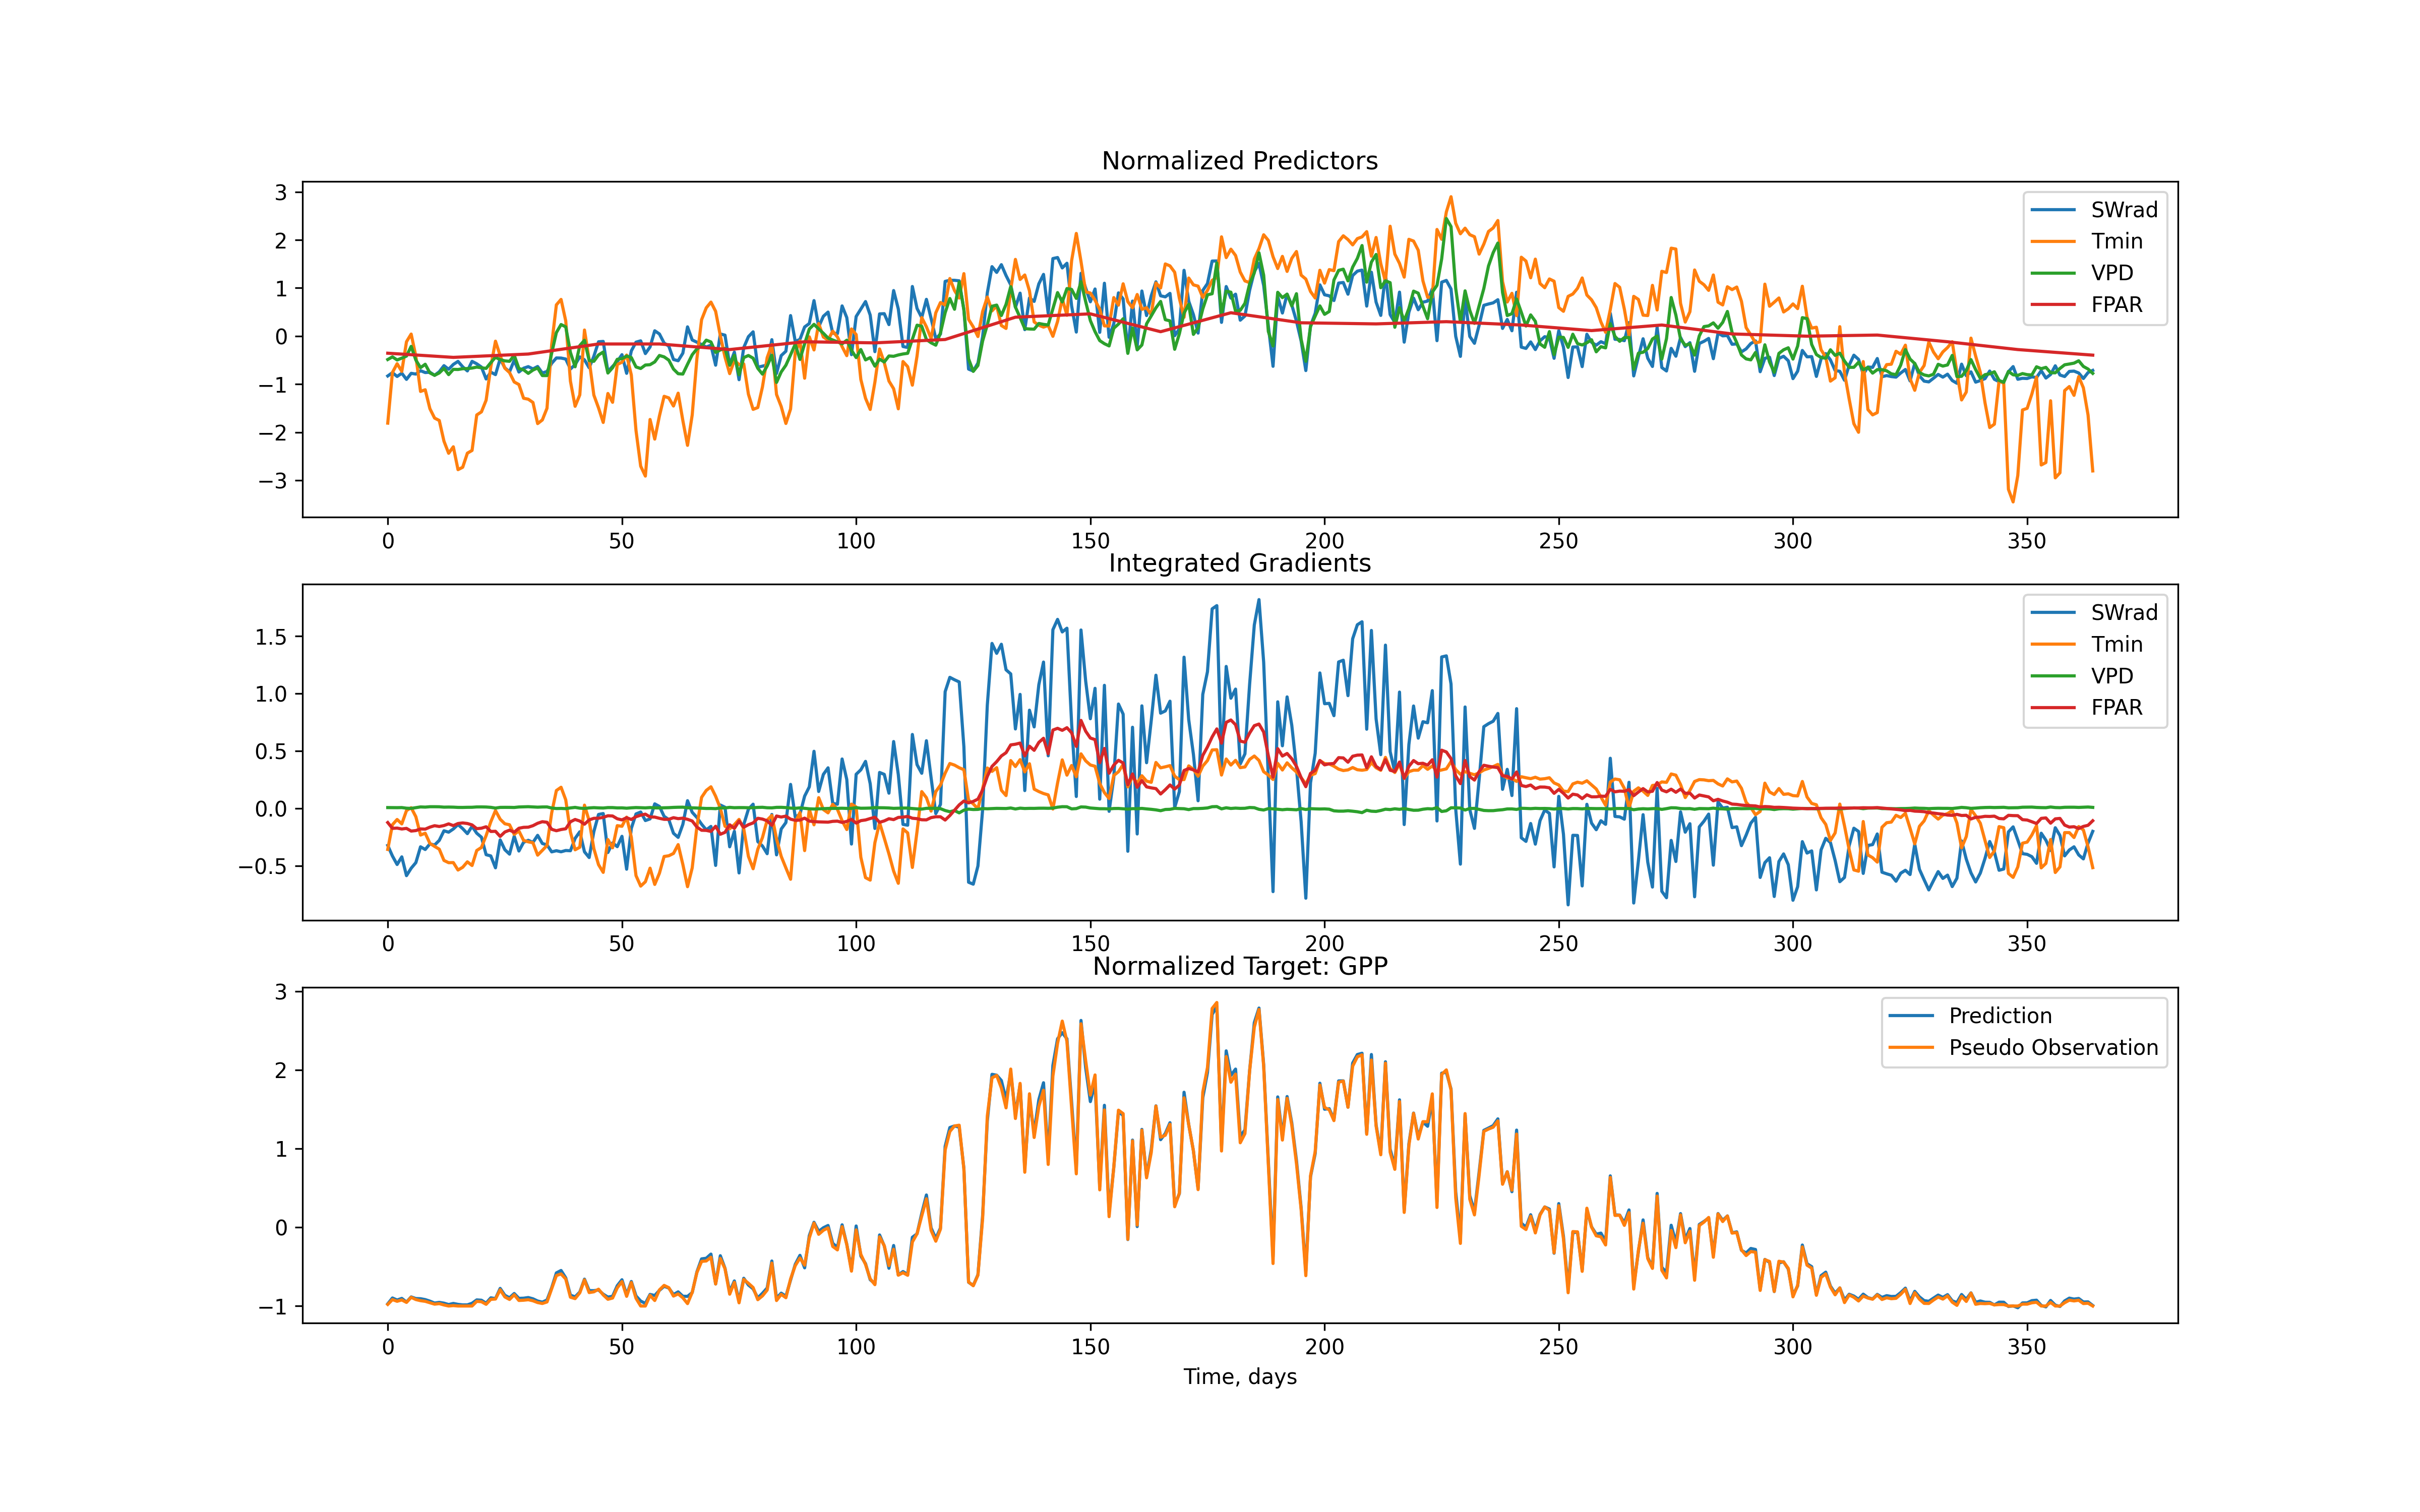 Normalized Predictors
3
2
1
0
−1
−2
−3
SWrad
Tmin
VPD
FPAR
0 50 100 150 200 250 300 350
Integrated Gradients
1.5
1.0
0.5
0.0
−0.5
SWrad
Tmin
VPD
FPAR
0 50 100 150 200 250 300 350
Normalized Target: GPP
3
2
1
0
−1
Prediction
Pseudo Observation
0 50 100 150 200 250 300 350
Time, days